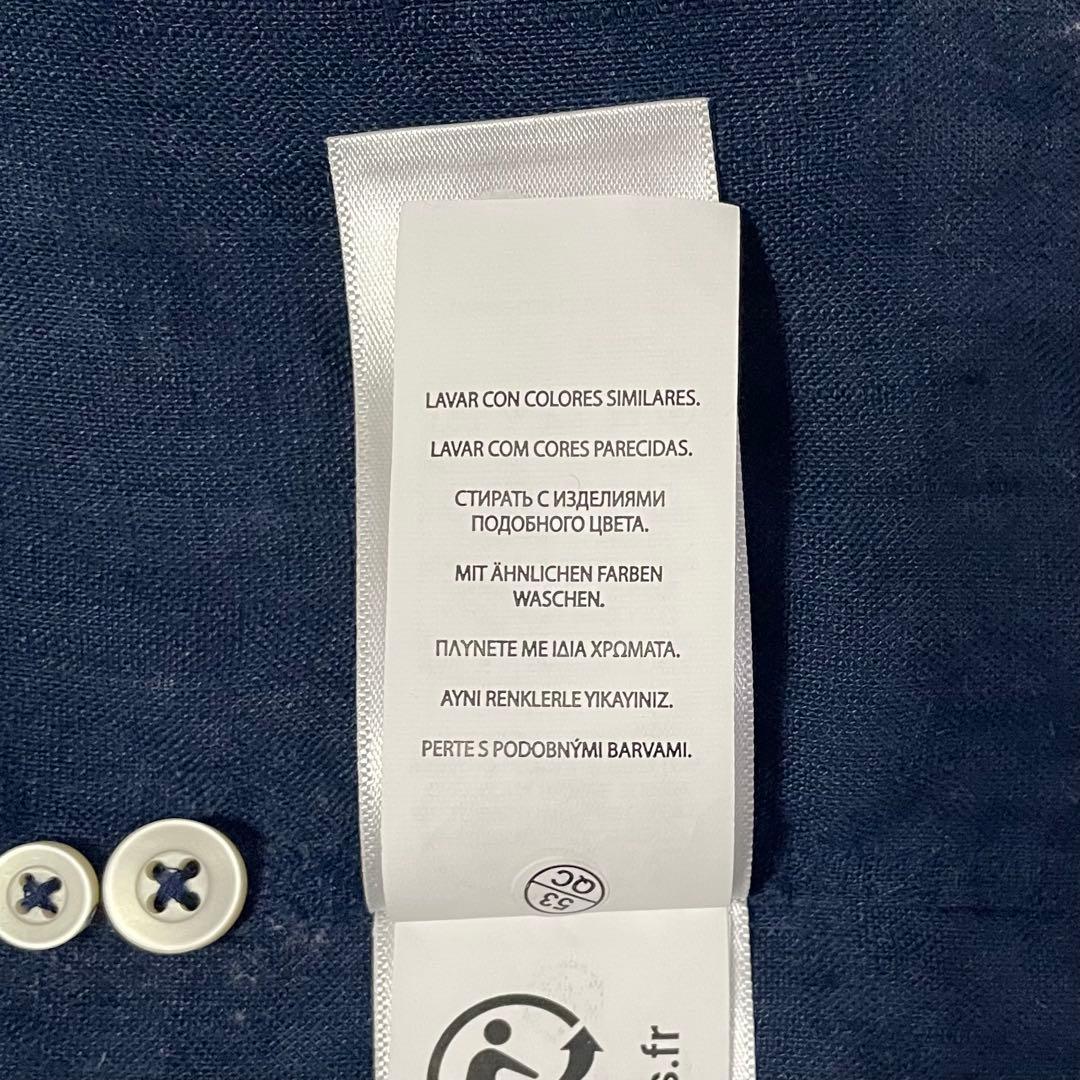 LAVAR CON COLORES SIMILARES.
LAVAR COM CORES PARECIDAS.
СТИРАТЬ С ИЗДЕЛИЯМИ
ПОДОБНОГО ЦВЕТА.
MIT ÄHNLICHEN FARBEN
WASCHEN.
ΠΛΥΝΕΤΕ ΜΕ ΙΔΙΑ ΧΡΩΜΑΤΑ.
AYNI RENKLERLE YIKAYINIZ.
PERTE S PODOBNÝMI BARVAMI.
53
QC
s.fr